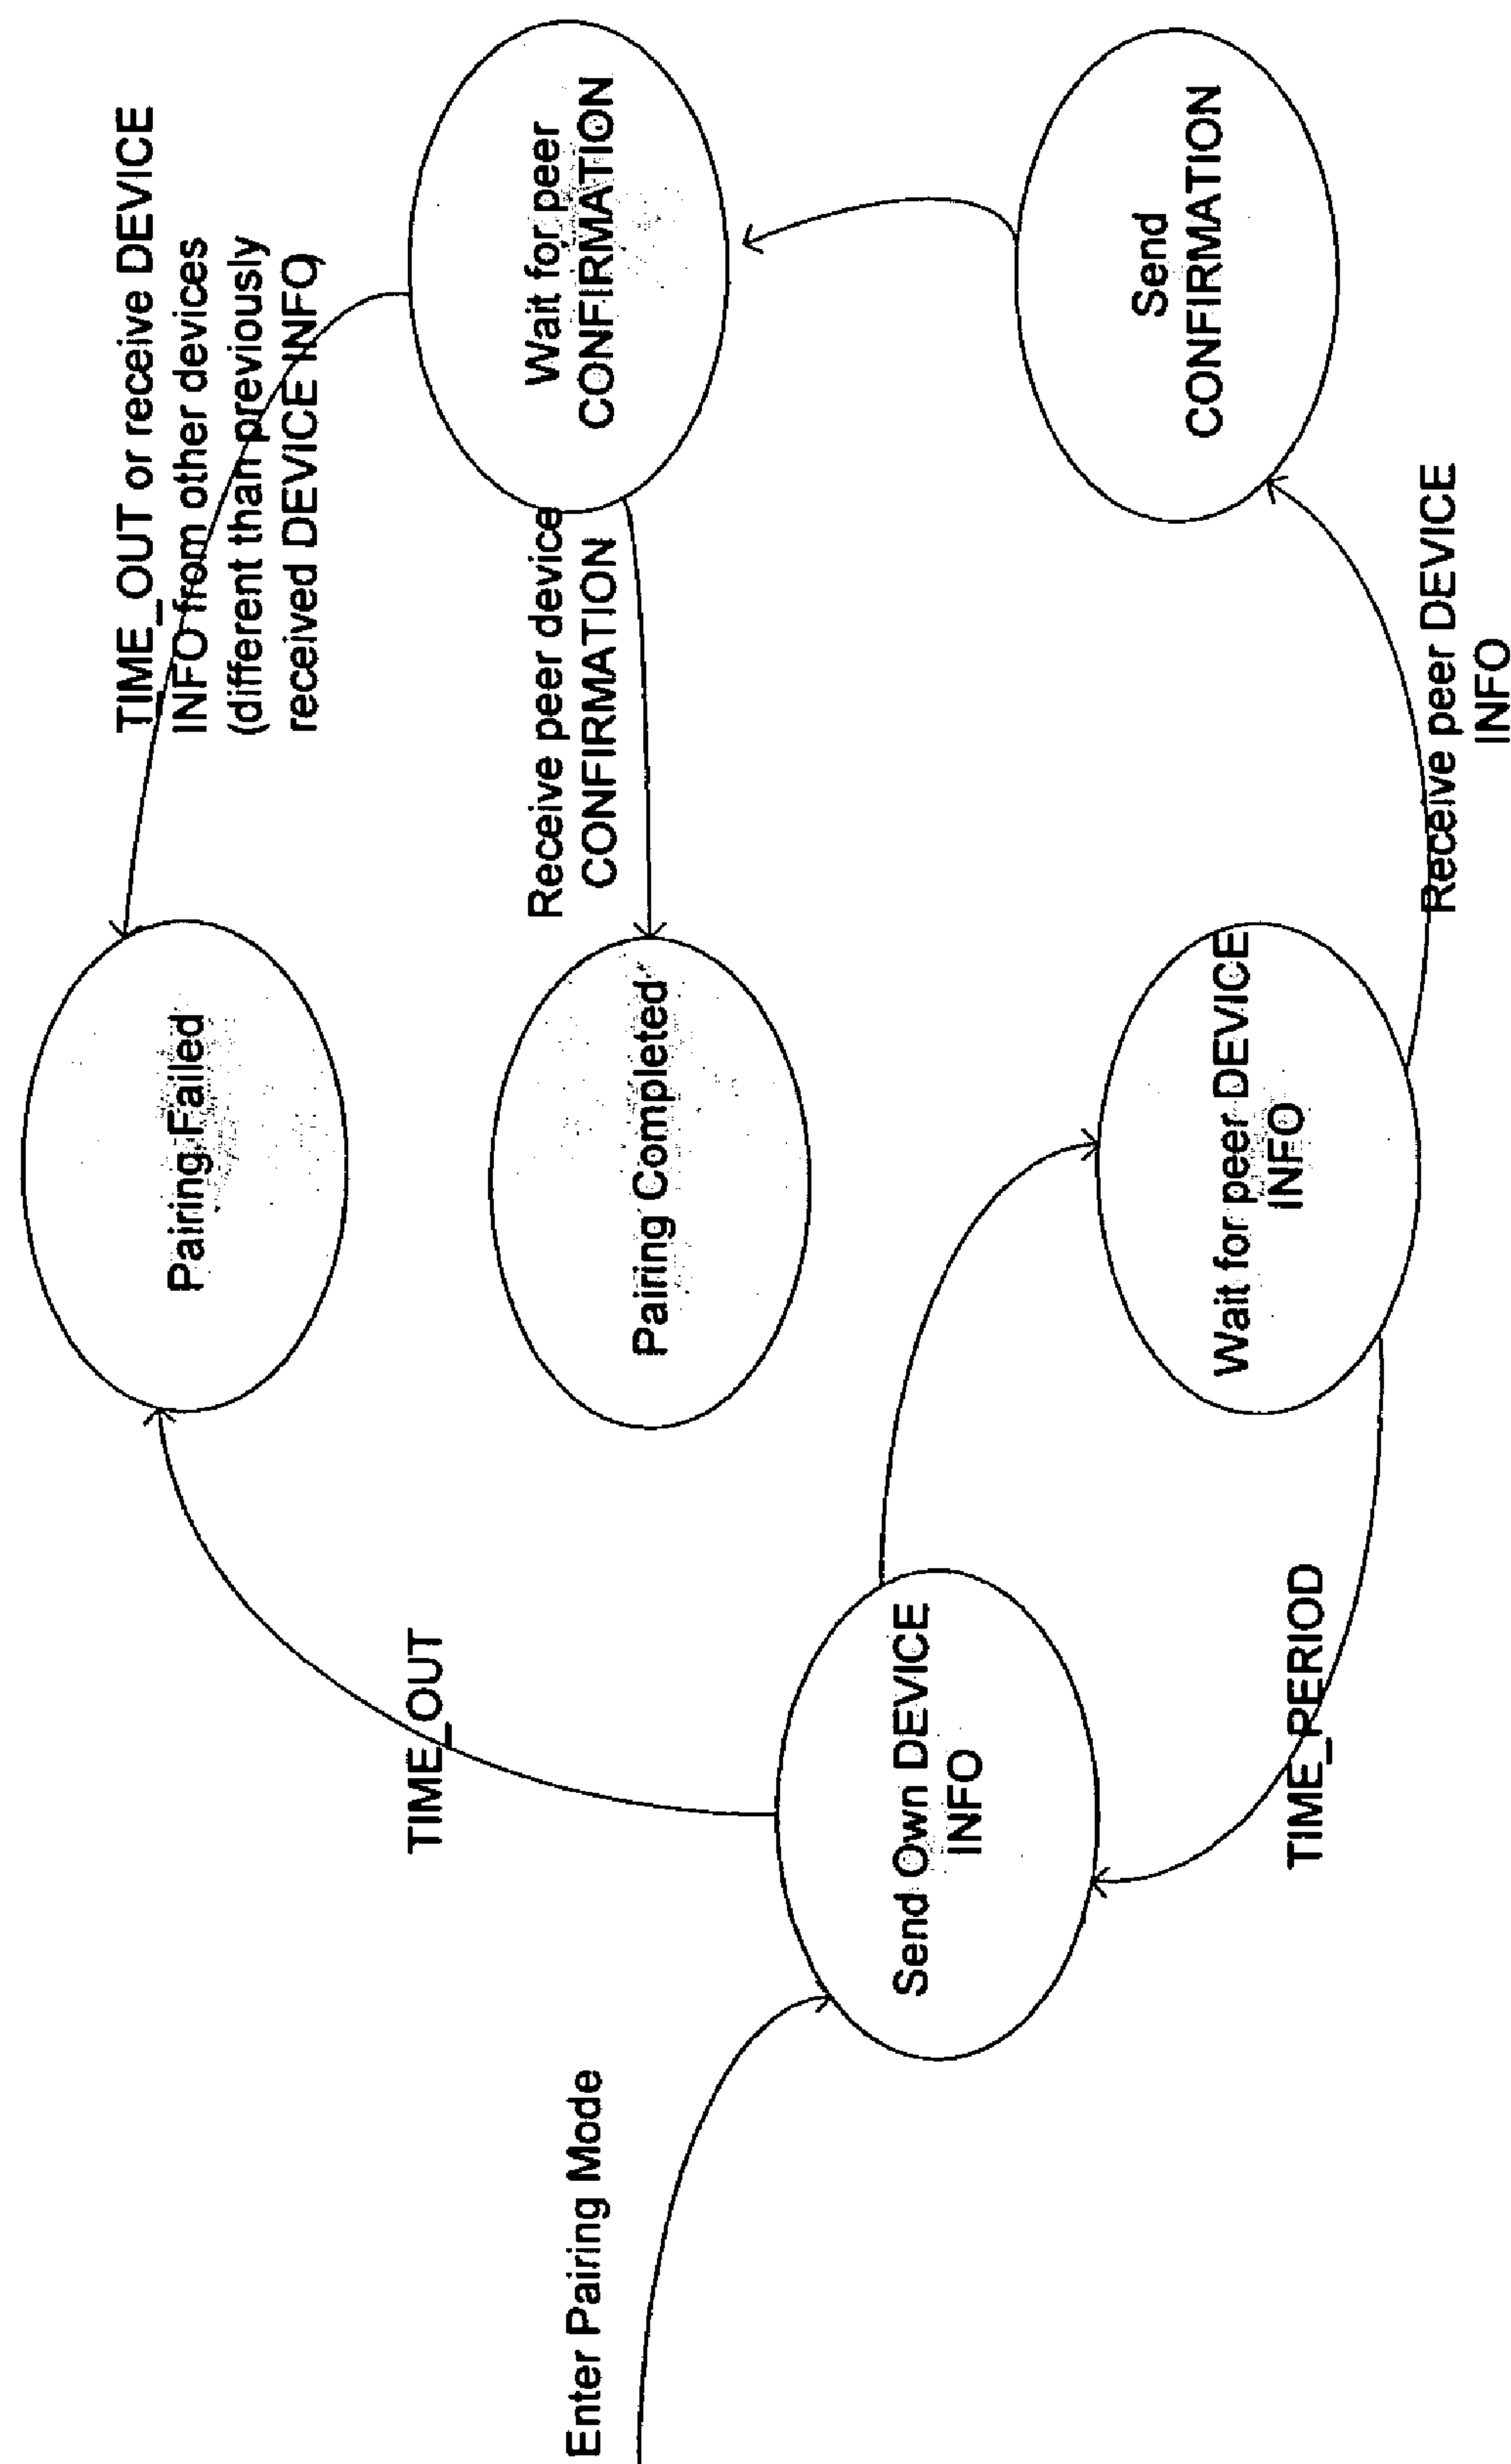 TIME_OUT or receive DEVICE
INFO from other devices
(different than previously
received DEVICE INFO)
Pairing Failed
TIME_OUT
Wait for peer
CONFIRMATION
Receive peer device
CONFIRMATION
Pairing Completed
Enter Pairing Mode
Send Own DEVICE
INFO
Send
CONFIRMATION
Wait for peer DEVICE
INFO
TIME_PERIOD
Receive peer DEVICE
INFO